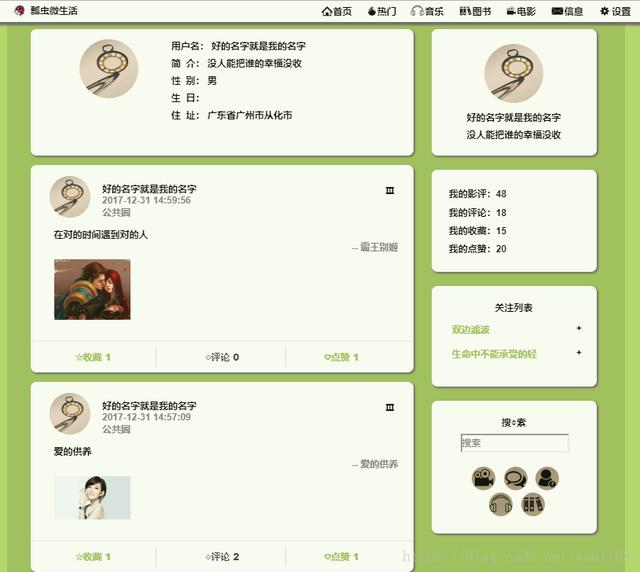 瓢虫微生活
首页 热门 音乐 图书 电影 信息 设置
用户名： 好的名字就是我的名字
简 介： 没人能把谁的幸福没收
性 别： 男
生 日：
住 址： 广东省广州市从化市
好的名字就是我的名字
没人能把谁的幸福没收
好的名字就是我的名字
2017-12-31 14:59:56
公共园
在对的时间遇到对的人
-- 霸王别姬
☆收藏 1 ◇评论 0 ♡点赞 1
我的影评：48
我的评论：18
我的收藏：15
我的点赞：20
关注列表
双边滤波 +
生命中不能承受的轻 +
好的名字就是我的名字
2017-12-31 14:57:09
公共园
爱的供养
-- 爱的供养
☆收藏 1 ◇评论 2 ♡点赞 1
搜◇索
搜索